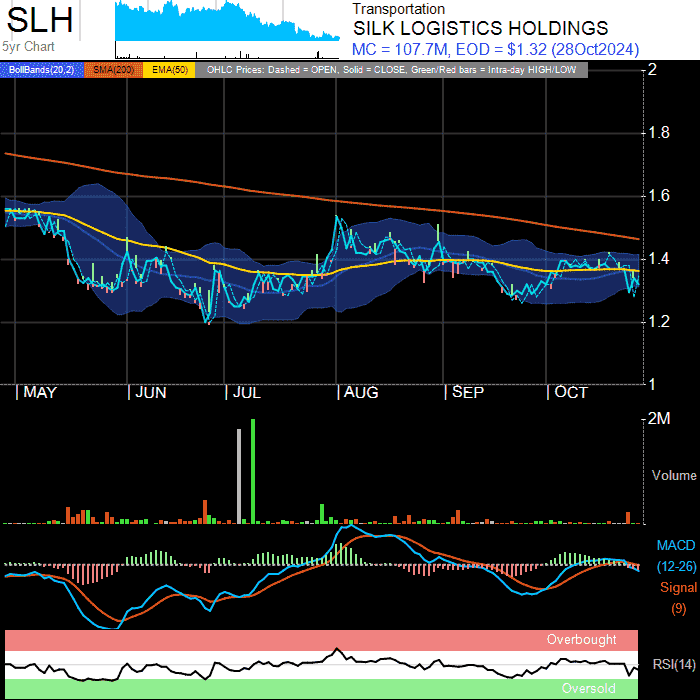 SLH
5yr Chart
Transportation
SILK LOGISTICS HOLDINGS
MC = 107.7M, EOD = $1.32 (28Oct2024)
BollBands(20,2) SMA(200) EMA(50) OHLC Prices: Dashed = OPEN, Solid = CLOSE, Green/Red bars = Intra-day HIGH/LOW
2
1.8
1.6
1.4
1.2
1
MAY JUN JUL AUG SEP OCT
2M
Volume
MACD
(12-26)
Signal
(9)
Overbought
RSI(14)
Oversold